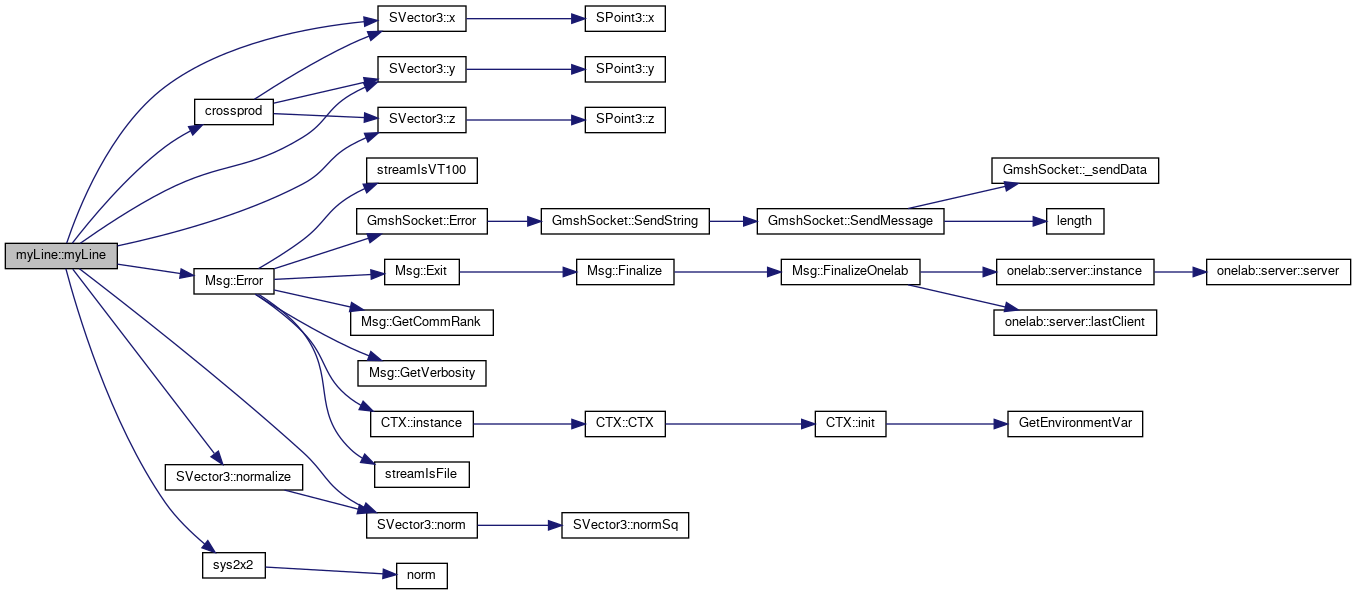 SVector3::x
SPoint3::x
SVector3::y
SPoint3::y
crossprod
SVector3::z
SPoint3::z
streamIsVT100
GmshSocket::_sendData
GmshSocket::Error
GmshSocket::SendString
GmshSocket::SendMessage
length
myLine::myLine
Msg::Error
Msg::Exit
Msg::Finalize
Msg::FinalizeOnelab
onelab::server::instance
onelab::server::server
Msg::GetCommRank
onelab::server::lastClient
Msg::GetVerbosity
CTX::instance
CTX::CTX
CTX::init
GetEnvironmentVar
SVector3::normalize
streamIsFile
SVector3::norm
SVector3::normSq
sys2x2
norm